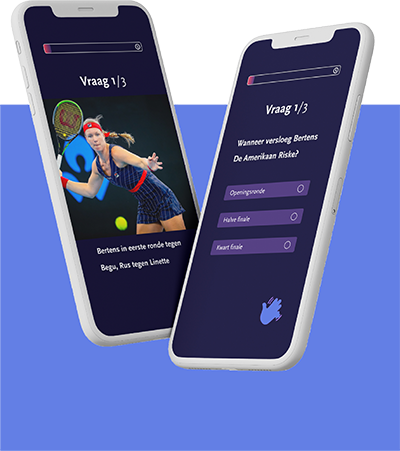 Vraag 1/3
Bertens in eerste ronde tegen
Begu, Rus tegen Linette
Vraag 1/3
Wanneer versloeg Bertens
De Amerikaan Riske?
Openingsronde
Halve finale
Kwart finale